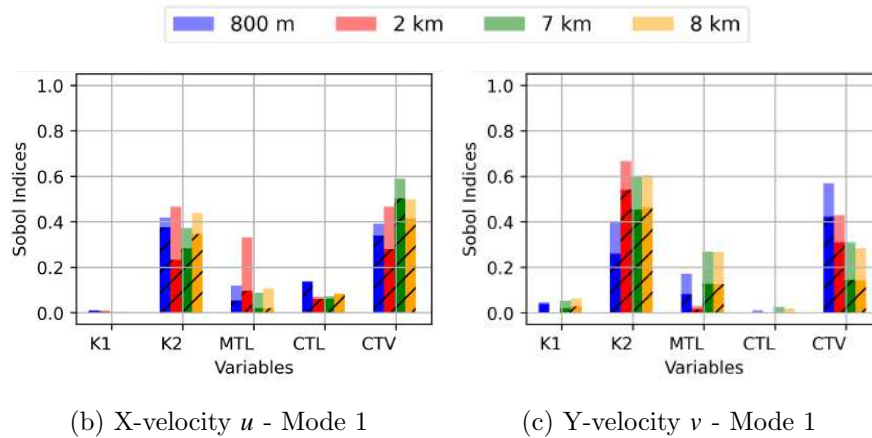 800 m 2 km 7 km 8 km
1.0
0.8
0.6
0.4
0.2
0.0
Sobol Indices
K1 K2 MTL CTL CTV
Variables
(b) X-velocity u - Mode 1
1.0
0.8
0.6
0.4
0.2
0.0
Sobol Indices
K1 K2 MTL CTL CTV
Variables
(c) Y-velocity v - Mode 1